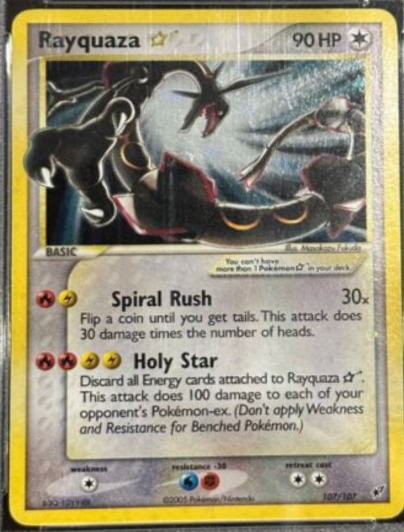 Rayquaza ☆
90 HP
Illus. Masakazu Fukuda
BASIC
You can't have
more than 1 Pokémon☆ in your deck.
Spiral Rush 30x
Flip a coin until you get tails. This attack does
30 damage times the number of heads.
Holy Star
Discard all Energy cards attached to Rayquaza ☆.
This attack does 100 damage to each of your
opponent's Pokémon-ex. (Don't apply Weakness
and Resistance for Benched Pokémon.)
weakness resistance -30 retreat cost
©2005 Pokémon/Nintendo 107/107